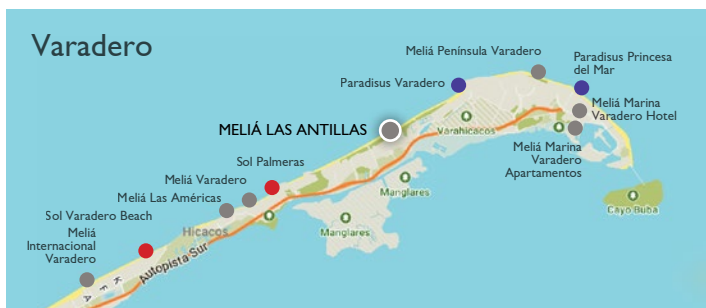 Varadero
Meliá Península Varadero
Paradisus Princesa
del Mar
Paradisus Varadero
Meliá Marina
Varadero Hotel
MELIÁ LAS ANTILLAS
Varahicacos
Meliá Marina
Varadero
Apartamentos
Sol Palmeras
Meliá Varadero
Manglares
Meliá Las Américas
Cayo Buba
Sol Varadero Beach
Hicacos
Manglares
Meliá
Internacional
Varadero
Autopista Sur
K F A